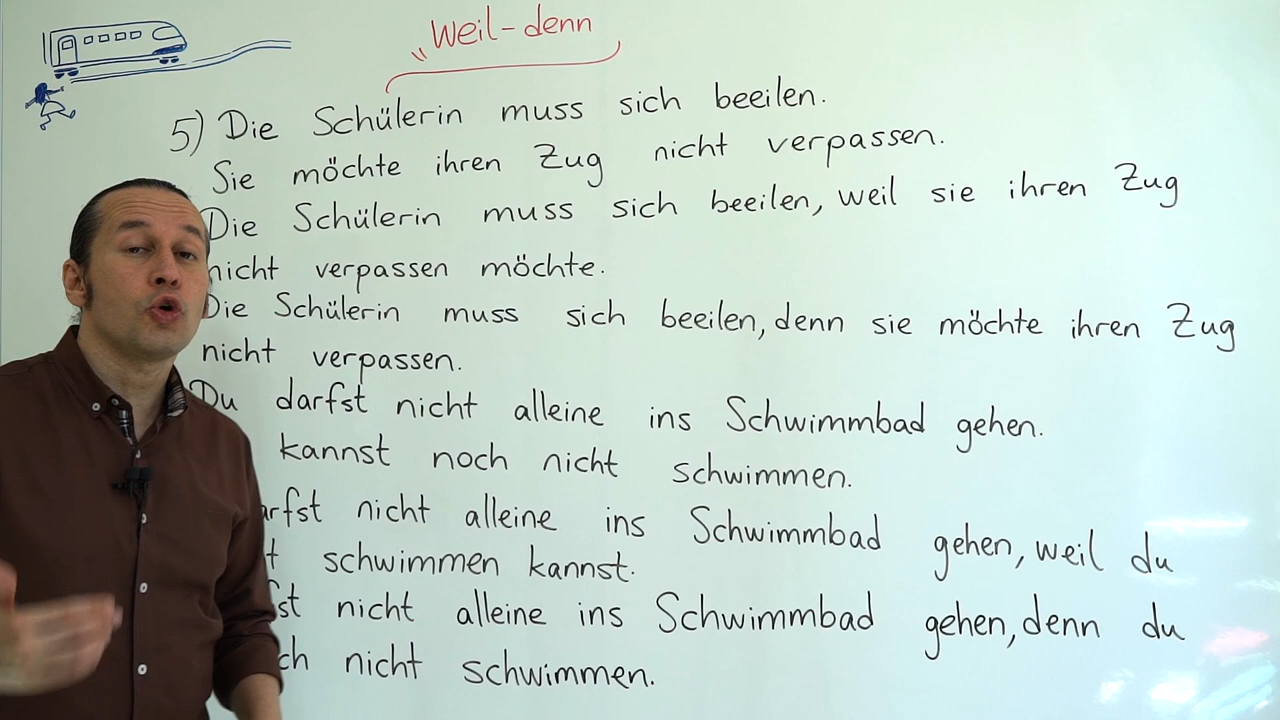 Weil-denn
5) Die Schülerin muss sich beeilen.
Sie möchte ihren Zug nicht verpassen.
Die Schülerin muss sich beeilen, weil sie ihren Zug
nicht verpassen möchte.
Die Schülerin muss sich beeilen, denn sie möchte ihren Zug
nicht verpassen.
Du darfst nicht alleine ins Schwimmbad gehen.
kannst noch nicht schwimmen.
nicht alleine ins Schwimmbad gehen, weil du
schwimmen kannst.
nicht alleine ins Schwimmbad gehen, denn du
nicht schwimmen.